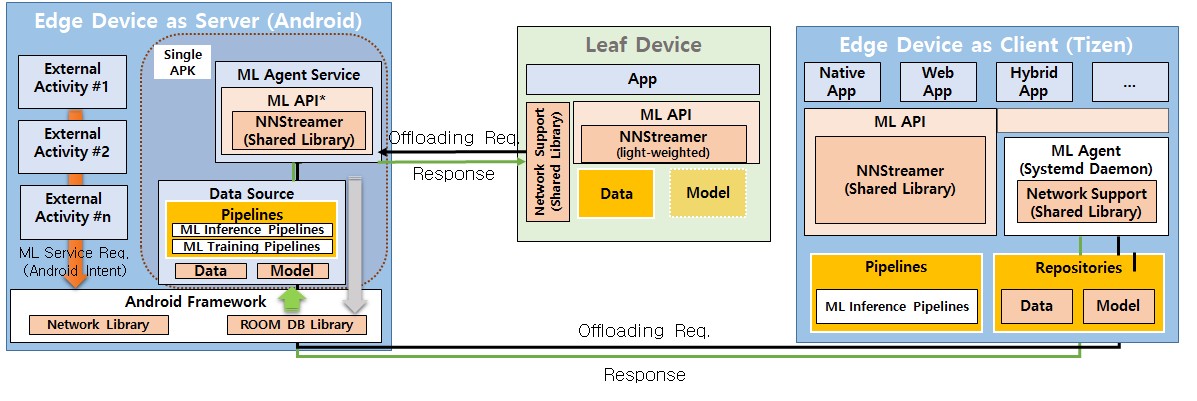 Edge Device as Server (Android)
Single
APK
External
Activity #1
External
Activity #2
External
Activity #n
ML Service Req.
(Android Intent)
ML Agent Service
ML API*
NNStreamer
(Shared Library)
Data Source
Pipelines
ML Inference Pipelines
ML Training Pipelines
Data
Model
Android Framework
Network Library
ROOM DB Library
Offloading Req.
Response
Leaf Device
App
Network Support
(Shared Library)
ML API
NNStreamer
(light-weighted)
Data
Model
Edge Device as Client (Tizen)
Native
App
Web
App
Hybrid
App
...
ML API
NNStreamer
(Shared Library)
ML Agent
(Systemd Daemon)
Network Support
(Shared Library)
Pipelines
ML Inference Pipelines
Repositories
Data
Model
Offloading Req.
Response